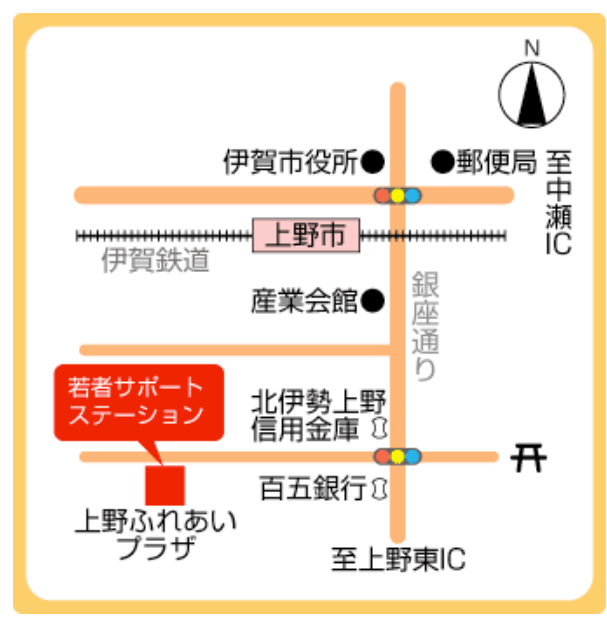 N
伊賀市役所
郵便局
至中瀬IC
上野市
伊賀鉄道
産業会館
銀座通り
若者サポート
ステーション
北伊勢上野
信用金庫
百五銀行
上野ふれあい
プラザ
至上野東IC